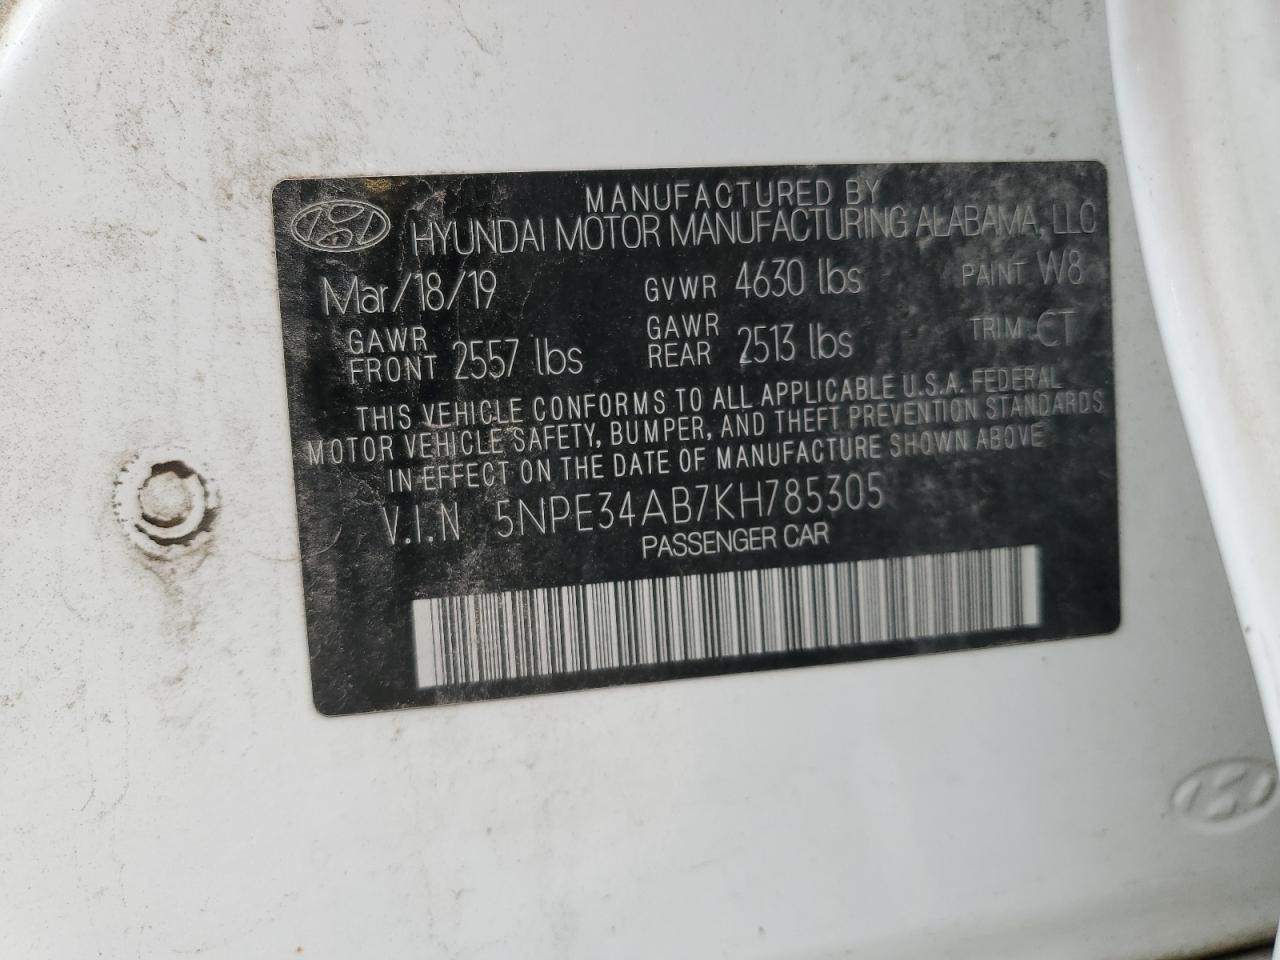 MANUFACTURED BY
HYUNDAI MOTOR MANUFACTURING ALABAMA, LLC
Mar/18/19 GVWR 4630 lbs PAINT W8
GAWR FRONT 2557 lbs GAWR REAR 2513 lbs TRIM CT
THIS VEHICLE CONFORMS TO ALL APPLICABLE U.S.A. FEDERAL
MOTOR VEHICLE SAFETY, BUMPER, AND THEFT PREVENTION STANDARDS
IN EFFECT ON THE DATE OF MANUFACTURE SHOWN ABOVE
V.I.N 5NPE34AB7KH785305
PASSENGER CAR